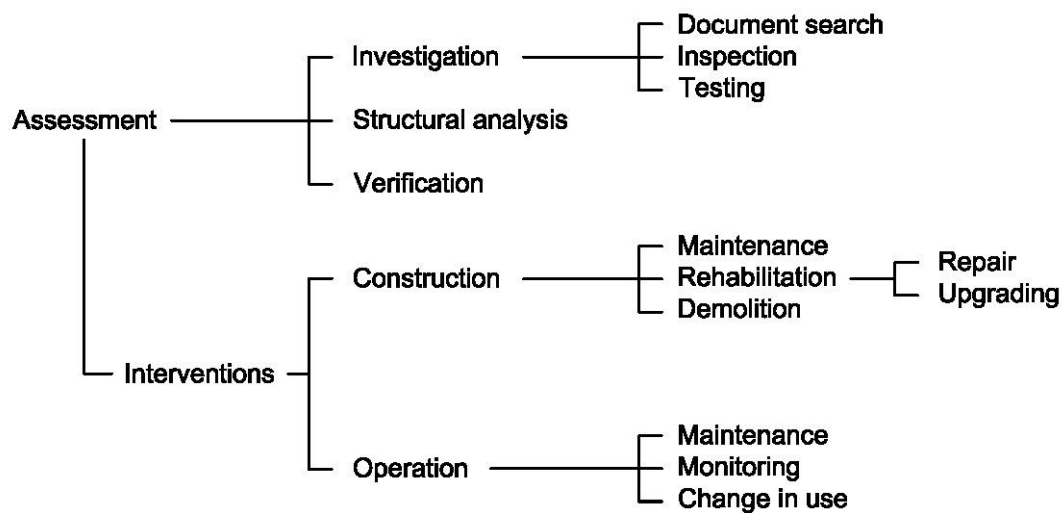 Document search
Investigation
Inspection
Testing
Assessment
Structural analysis
Verification
Maintenance
Construction
Rehabilitation
Repair
Demolition
Upgrading
Interventions
Maintenance
Operation
Monitoring
Change in use